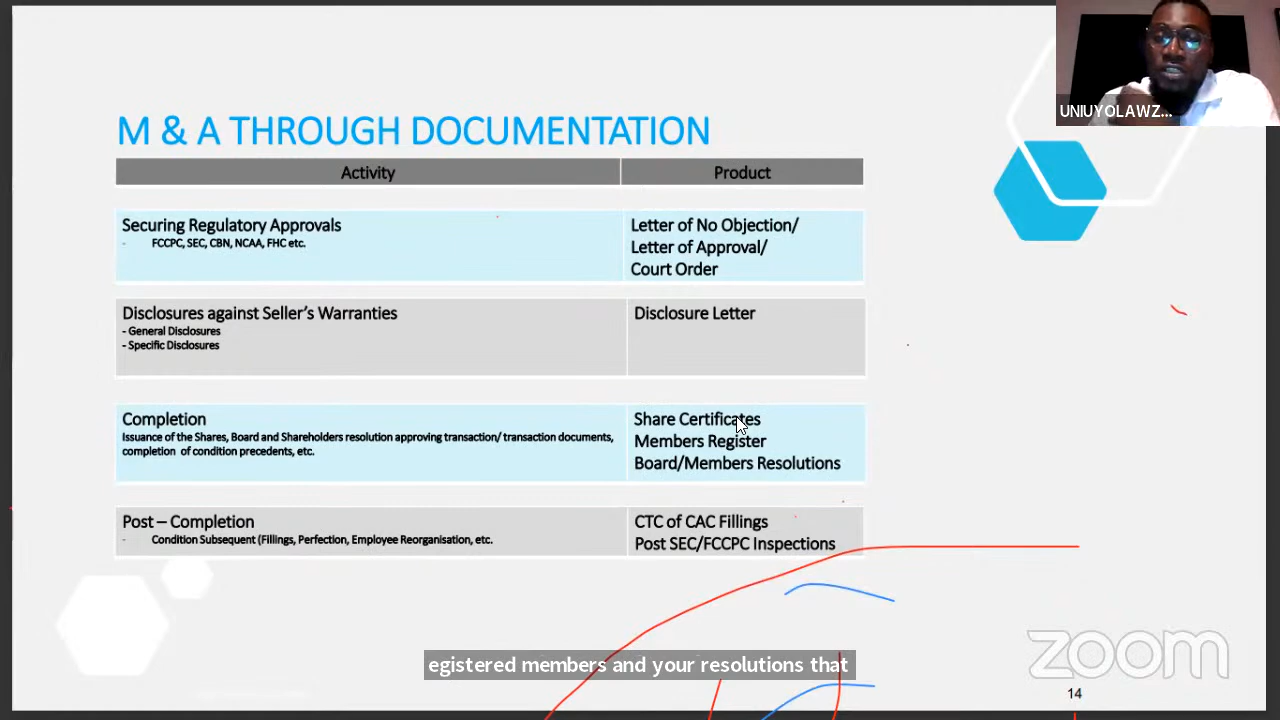 UNIUYOLAWZ...
M & A THROUGH DOCUMENTATION
Activity
Product
Securing Regulatory Approvals
- FCCPC, SEC, CBN, NCAA, FHC etc.
Letter of No Objection/
Letter of Approval/
Court Order
Disclosures against Seller's Warranties
- General Disclosures
- Specific Disclosures
Disclosure Letter
Completion
Issuance of the Shares, Board and Shareholders resolution approving transaction/ transaction documents,
completion of condition precedents, etc.
Share Certificates
Members Register
Board/Members Resolutions
Post – Completion
- Condition Subsequent (Fillings, Perfection, Employee Reorganisation, etc.
CTC of CAC Fillings
Post SEC/FCCPC Inspections
egistered members and your resolutions that
zoom
14